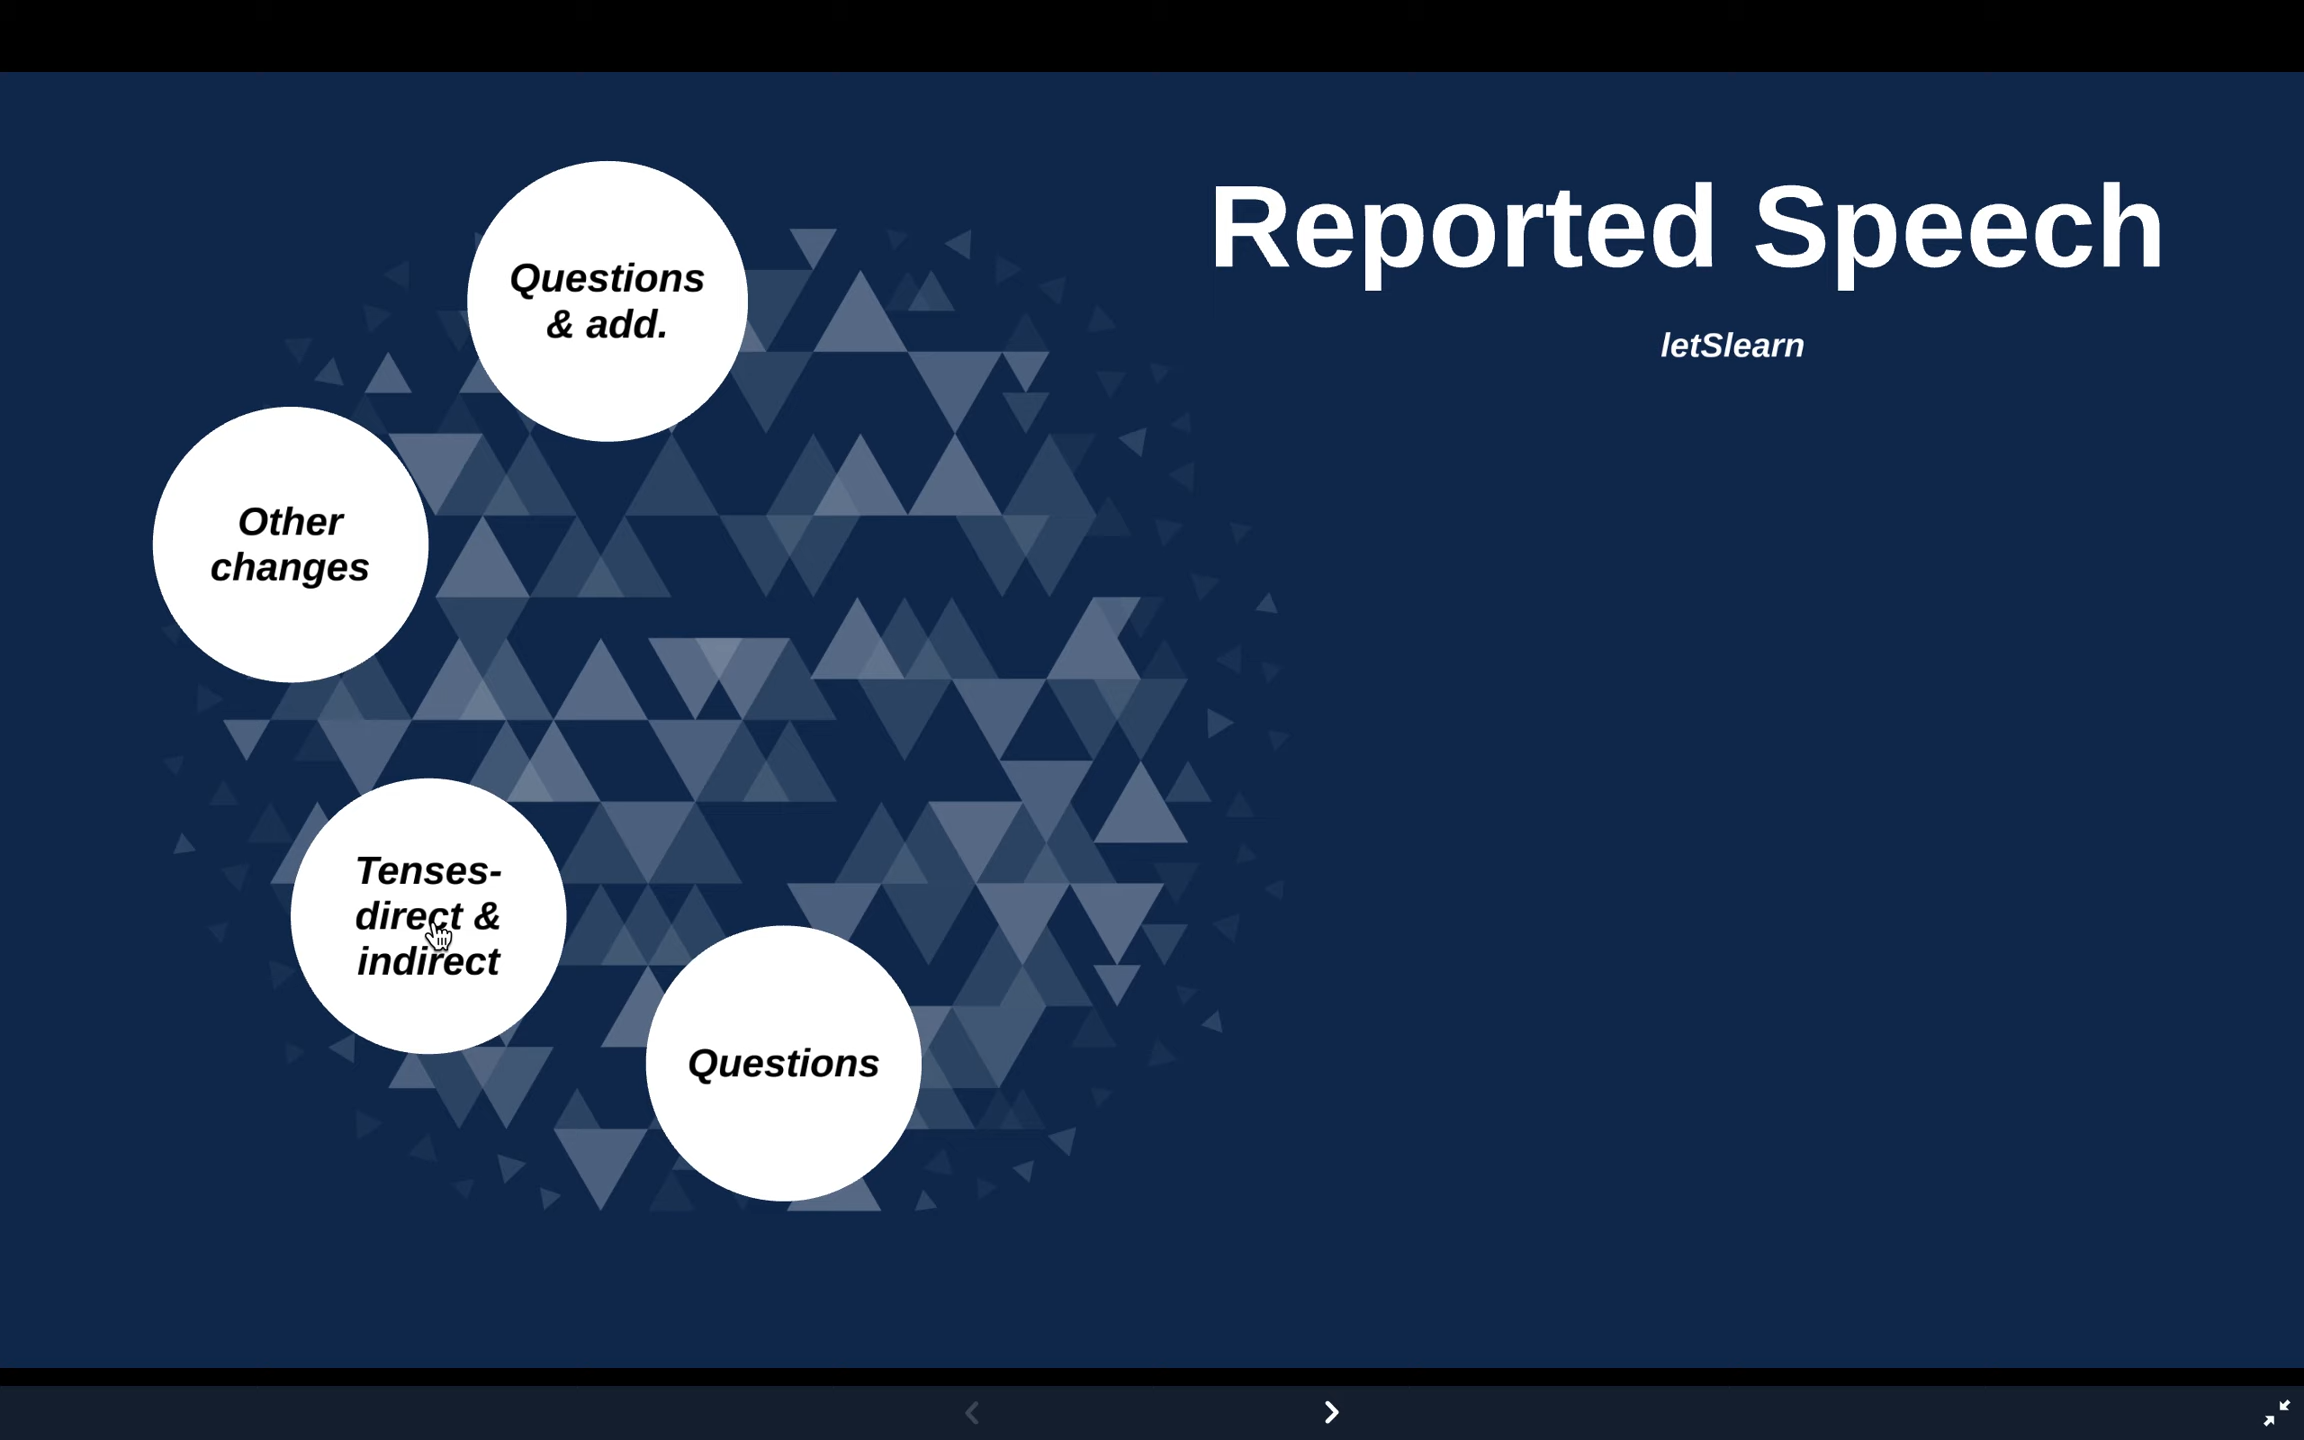 Reported Speech
letSlearn
Questions
& add.
Other
changes
Tenses-
direct &
indirect
Questions